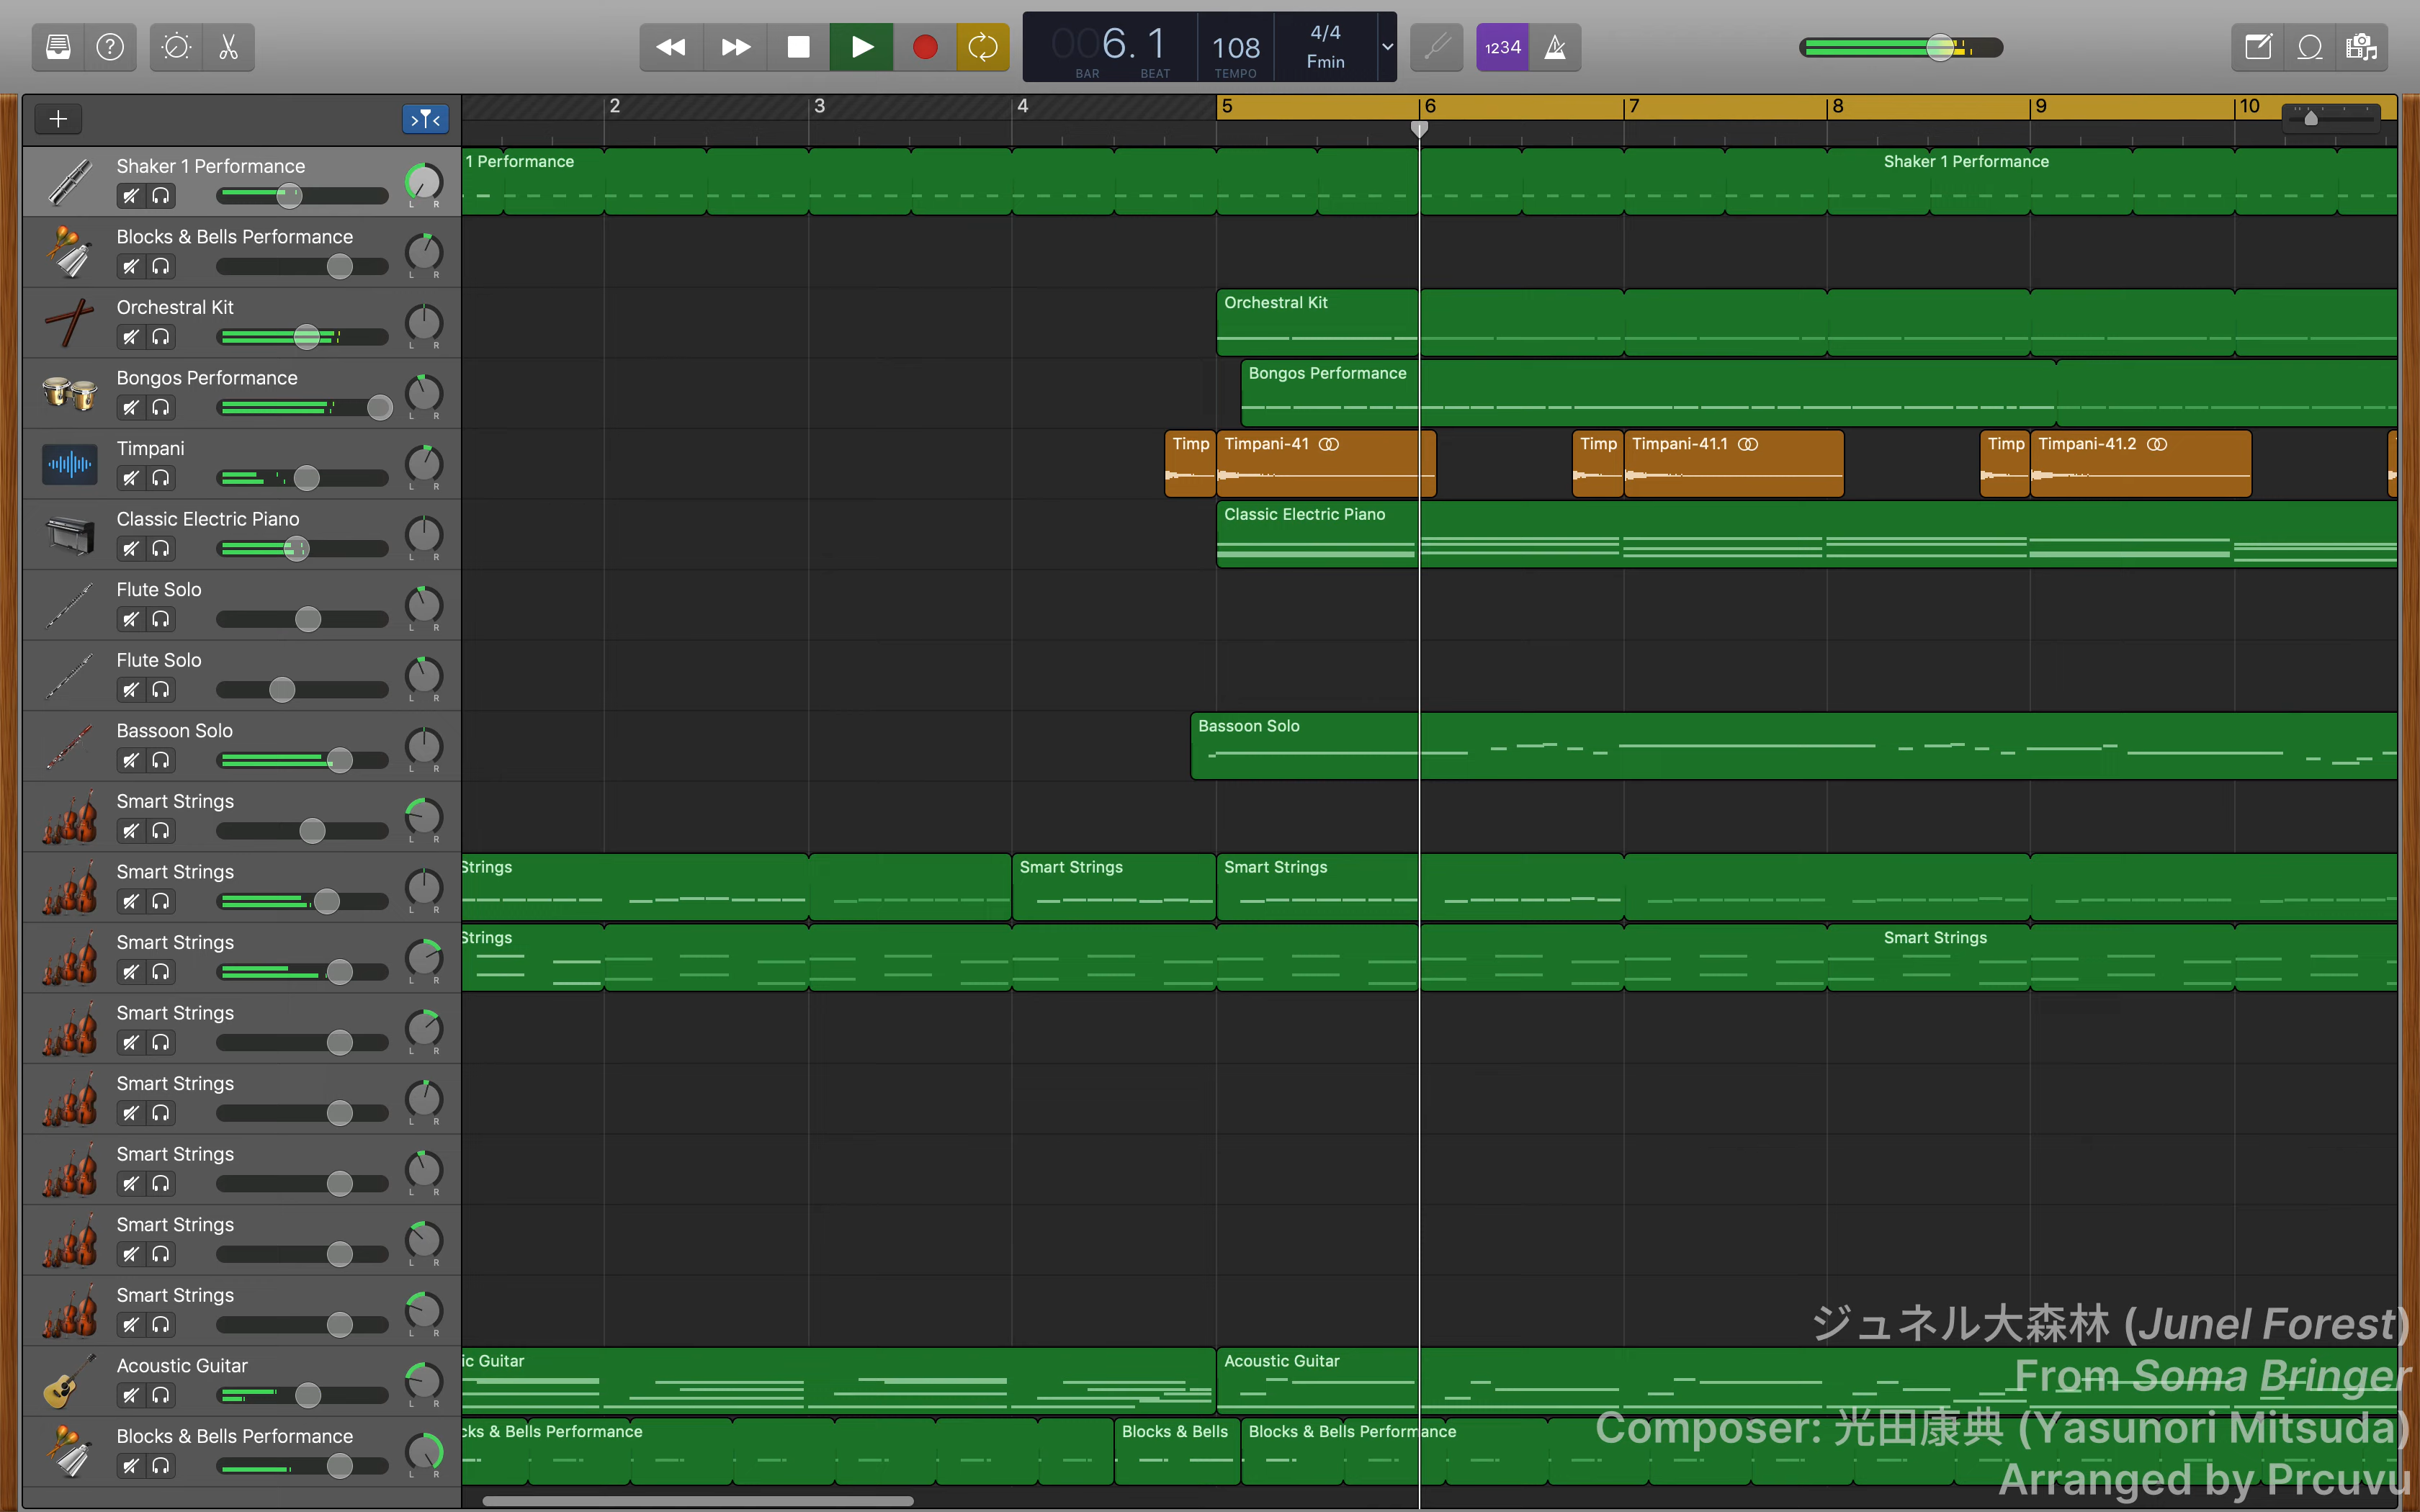 006. 1
108
4/4
Fmin
1234
BAR
BEAT
TEMPO
2
3
4
5
6
7
8
9
10
Shaker 1 Performance
L R
1 Performance
Shaker 1 Performance
Blocks & Bells Performance
L R
Orchestral Kit
L R
Orchestral Kit
Bongos Performance
L R
Bongos Performance
Timpani
L R
Timp
Timpani-41
Timp
Timpani-41.1
Timp
Timpani-41.2
Classic Electric Piano
L R
Classic Electric Piano
Flute Solo
L R
Flute Solo
L R
Bassoon Solo
L R
Bassoon Solo
Smart Strings
L R
Smart Strings
L R
Strings
Smart Strings
Smart Strings
Smart Strings
L R
Strings
Smart Strings
Smart Strings
L R
Smart Strings
L R
Smart Strings
L R
Smart Strings
L R
Smart Strings
L R
Acoustic Guitar
L R
ic Guitar
Acoustic Guitar
Blocks & Bells Performance
L R
cks & Bells Performance
Blocks & Bells
Blocks & Bells Performance
ジュネル大森林 (Junel Forest)
From Soma Bringer
Composer: 光田康典 (Yasunori Mitsuda)
Arranged by Prcuvu